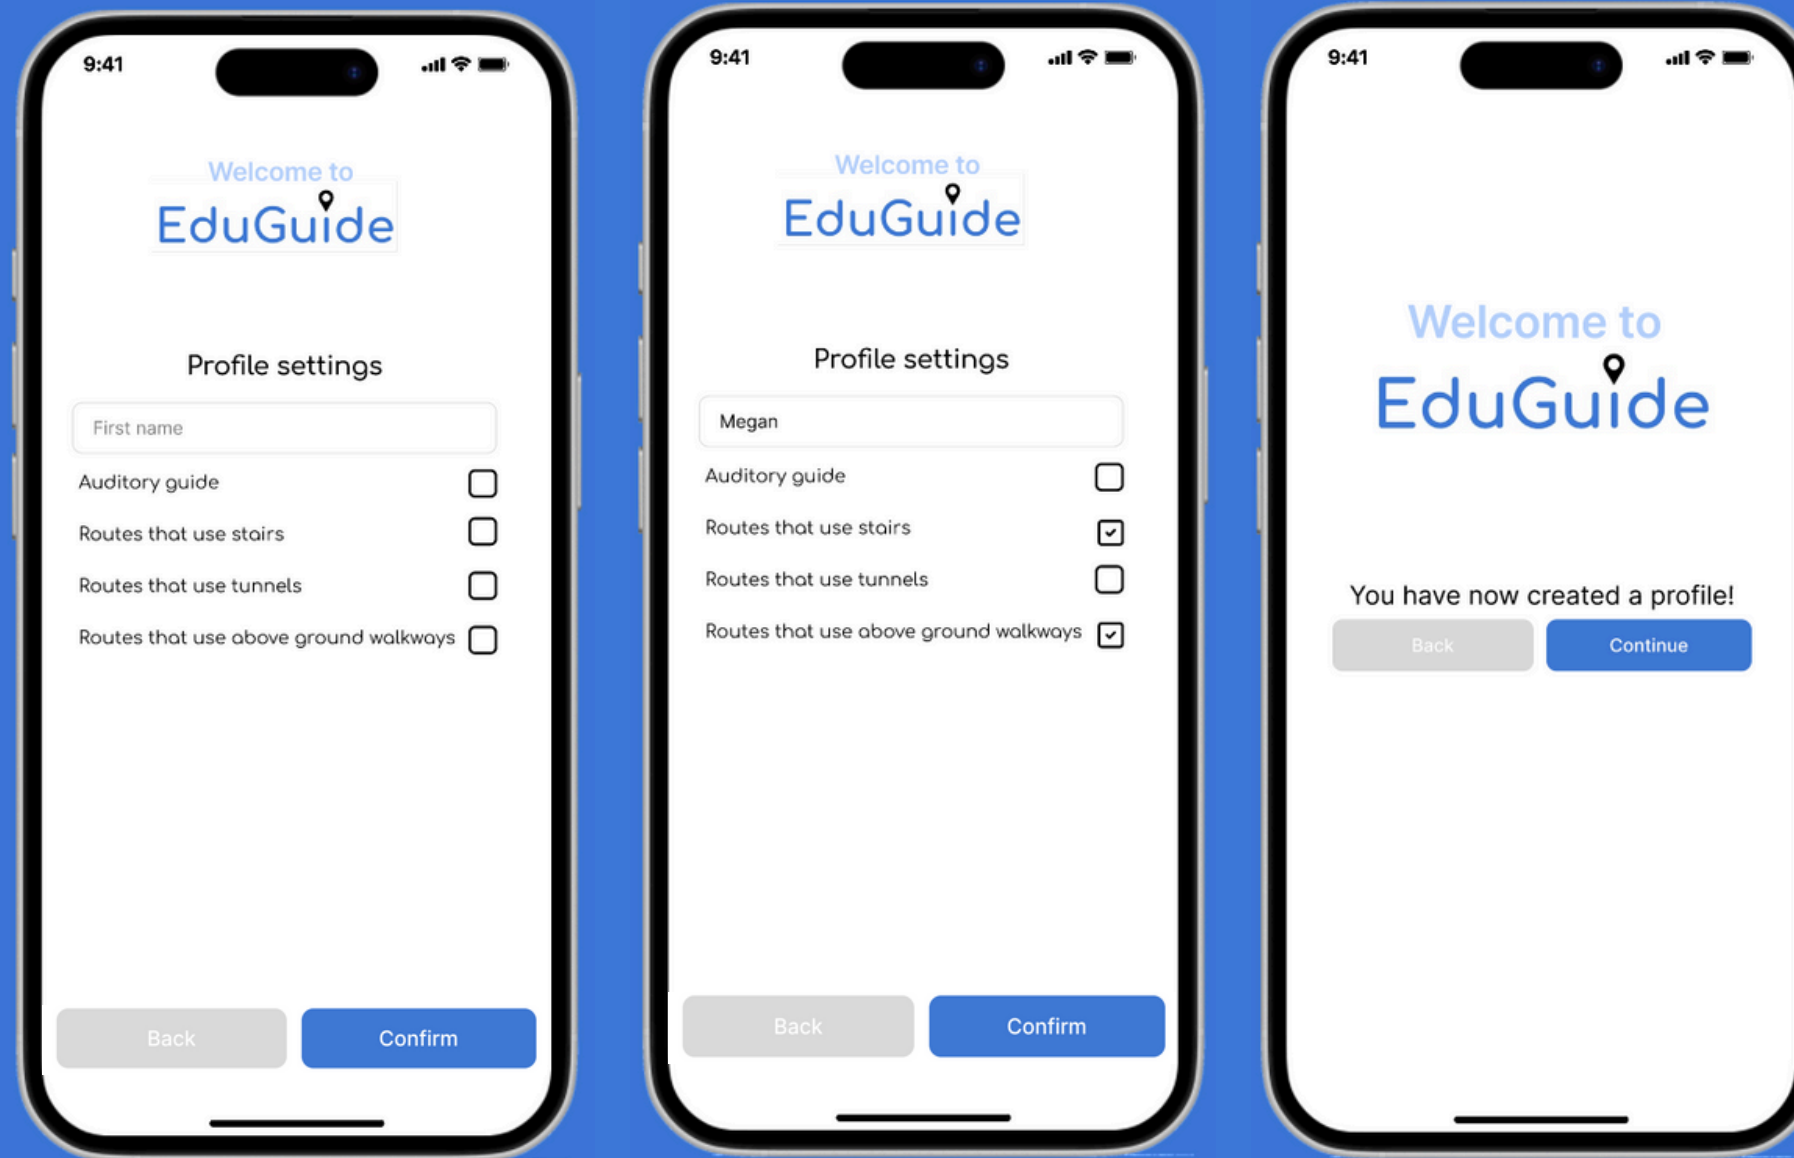 9:41
Welcome to
EduGuide
Profile settings
First name
Auditory guide
Routes that use stairs
Routes that use tunnels
Routes that use above ground walkways
Back
Confirm
9:41
Welcome to
EduGuide
Profile settings
Megan
Auditory guide
Routes that use stairs
Routes that use tunnels
Routes that use above ground walkways
Back
Confirm
9:41
Welcome to
EduGuide
You have now created a profile!
Back
Continue